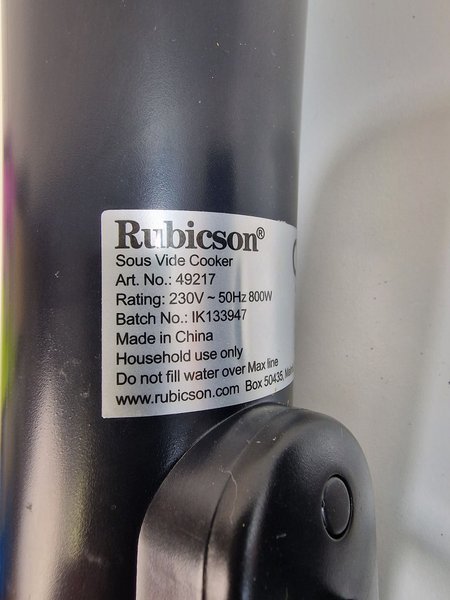 Rubicson®
Sous Vide Cooker
Art. No.: 49217
Rating: 230V ~ 50Hz 800W
Batch No.: IK133947
Made in China
Household use only
Do not fill water over Max line
www.rubicson.com Box 50435,